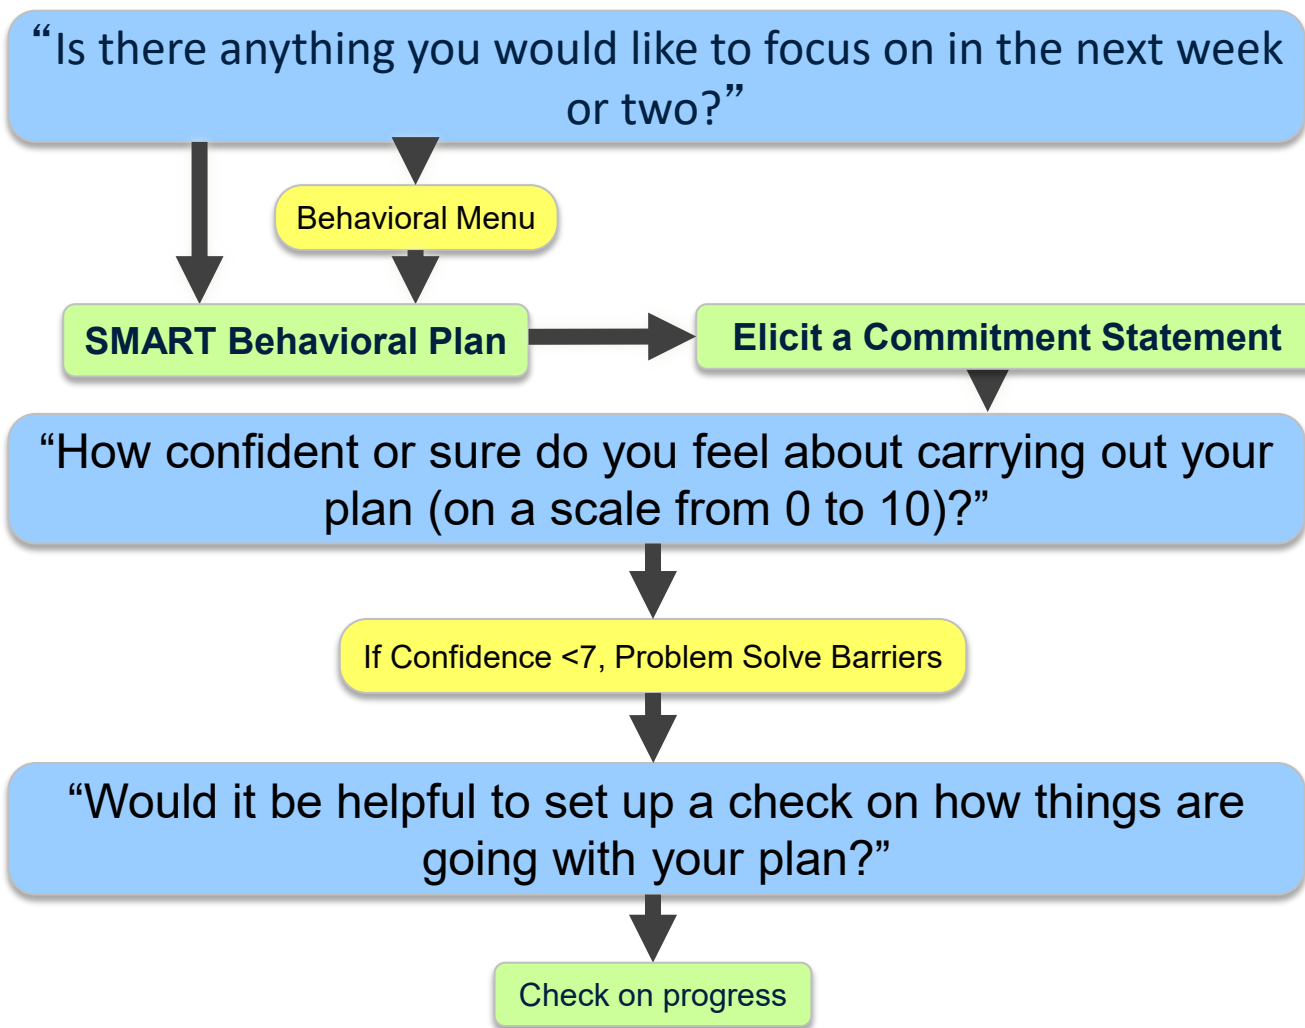 “Is there anything you would like to focus on in the next week
or two?”
Behavioral Menu
SMART Behavioral Plan
Elicit a Commitment Statement
“How confident or sure do you feel about carrying out your
plan (on a scale from 0 to 10)?”
If Confidence <7, Problem Solve Barriers
“Would it be helpful to set up a check on how things are
going with your plan?”
Check on progress